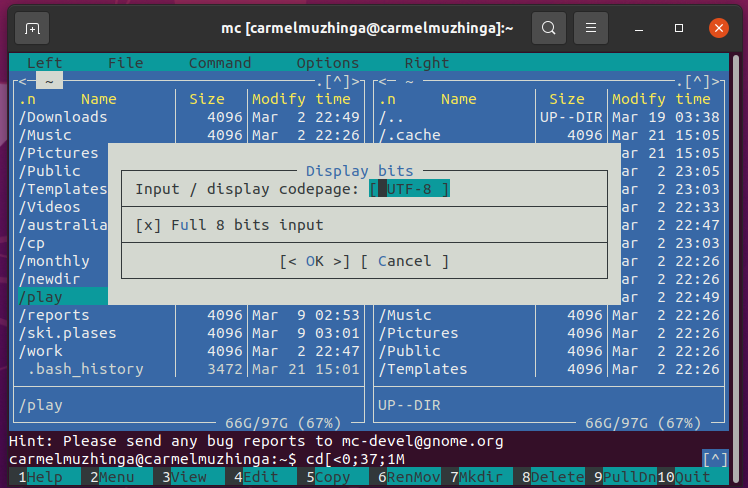 mc [carmelmuzhinga@carmelmuzhinga]:~
Left File Command Options Right
<─ ~ .[^]> <─ ~ .[^]>
.n Name Size Modify time .n Name Size Modify time
/Downloads 4096 Mar 2 22:49 /.. UP--DIR Mar 19 03:38
/Music 4096 Mar 2 22:26 /.cache 4096 Mar 21 15:05
/Pictures Mar 21 15:05
/Public Display bits Mar 2 23:05
/Templates Input / display codepage: [ UTF-8 ] Mar 2 23:03
/Videos Mar 2 22:33
/australia [x] Full 8 bits input Mar 2 22:47
/cp Mar 2 23:03
/monthly [< OK >] [ Cancel ] Mar 2 22:26
/newdir Mar 2 22:26
/play Mar 2 22:49
/reports 4096 Mar 9 02:53 /Music 4096 Mar 2 22:26
/ski.plases 4096 Mar 9 03:01 /Pictures 4096 Mar 2 22:26
/work 4096 Mar 2 22:47 /Public 4096 Mar 2 22:26
.bash_history 3472 Mar 21 15:01 /Templates 4096 Mar 2 22:26
/play UP--DIR
66G/97G (67%) 66G/97G (67%)
Hint: Please send any bug reports to mc-devel@gnome.org
carmelmuzhinga@carmelmuzhinga:~$ cd[<0;37;1M [^]
1Help 2Menu 3View 4Edit 5Copy 6RenMov 7Mkdir 8Delete 9PullDn 10Quit